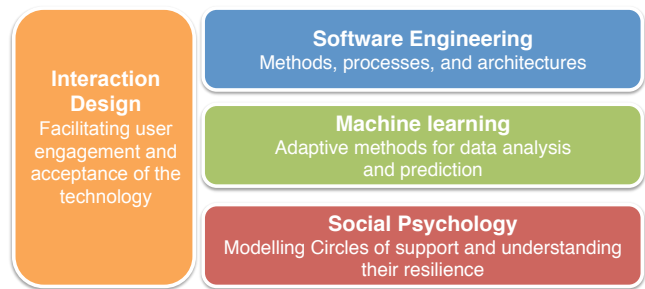 Interaction
Design
Facilitating user
engagement and
acceptance of the
technology
Software Engineering
Methods, processes, and architectures
Machine learning
Adaptive methods for data analysis
and prediction
Social Psychology
Modelling Circles of support and understanding
their resilience